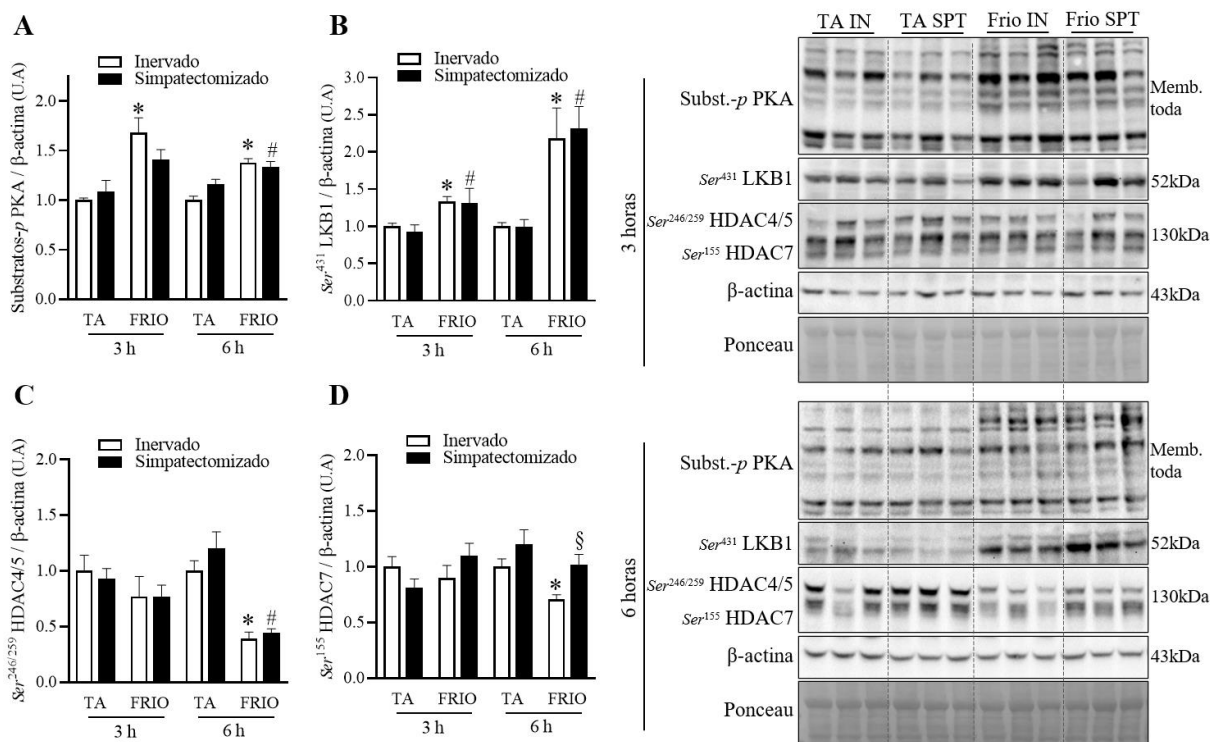 A
Inervado
Simpatectomizado
Substratos-p PKA / β-actina (U.A)
2.0
1.5
1.0
0.5
0.0
*
*
#
TA
FRIO
TA
FRIO
3 h
6 h
B
Inervado
Simpatectomizado
Ser431 LKB1 / β-actina (U.A)
3.0
2.5
2.0
1.5
1.0
0.5
0.0
*
#
*
#
TA
FRIO
TA
FRIO
3 h
6 h
C
Inervado
Simpatectomizado
Ser246/259 HDAC4/5 / β-actina (U.A)
2.0
1.5
1.0
0.5
0.0
*
#
TA
FRIO
TA
FRIO
3 h
6 h
D
Inervado
Simpatectomizado
Ser155 HDAC7 / β-actina (U.A)
2.0
1.5
1.0
0.5
0.0
*
§
TA
FRIO
TA
FRIO
3 h
6 h
TA IN
TA SPT
Frio IN
Frio SPT
3 horas
Subst.-p PKA
Memb.
toda
Ser431 LKB1
52kDa
Ser246/259 HDAC4/5
Ser155 HDAC7
130kDa
β-actina
43kDa
Ponceau
6 horas
Subst.-p PKA
Memb.
toda
Ser431 LKB1
52kDa
Ser246/259 HDAC4/5
Ser155 HDAC7
130kDa
β-actina
43kDa
Ponceau